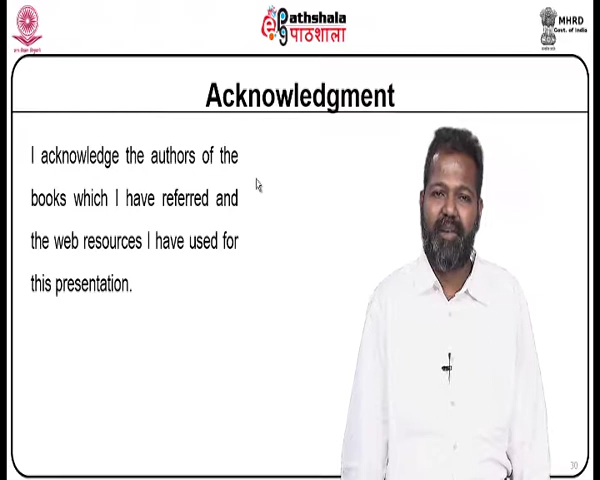 ePathshala
पाठशाला
MHRD
Govt. of India
Acknowledgment
I acknowledge the authors of the
books which I have referred and
the web resources I have used for
this presentation.
30